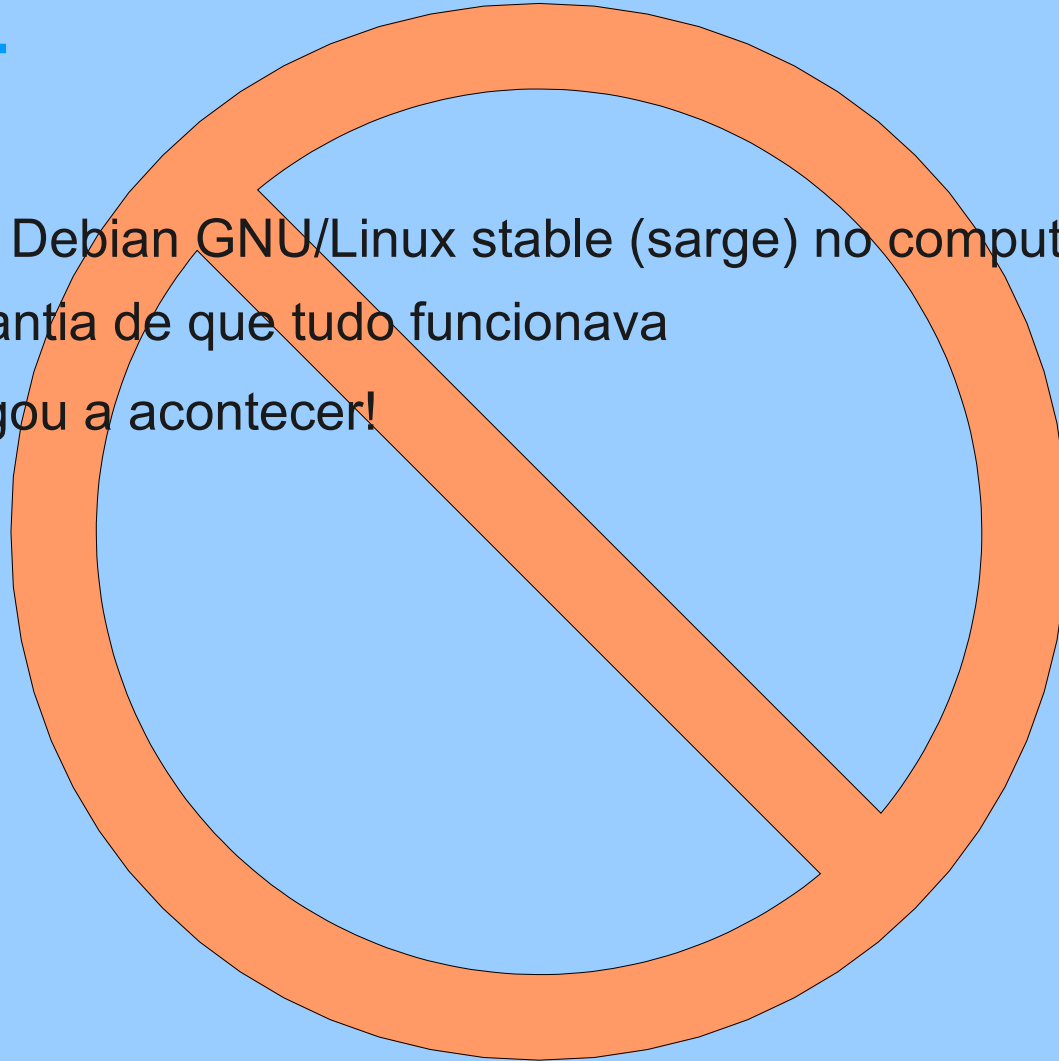 Debian GNU/Linux stable (sarge) no comput
antia de que tudo funcionava
gou a acontecer!